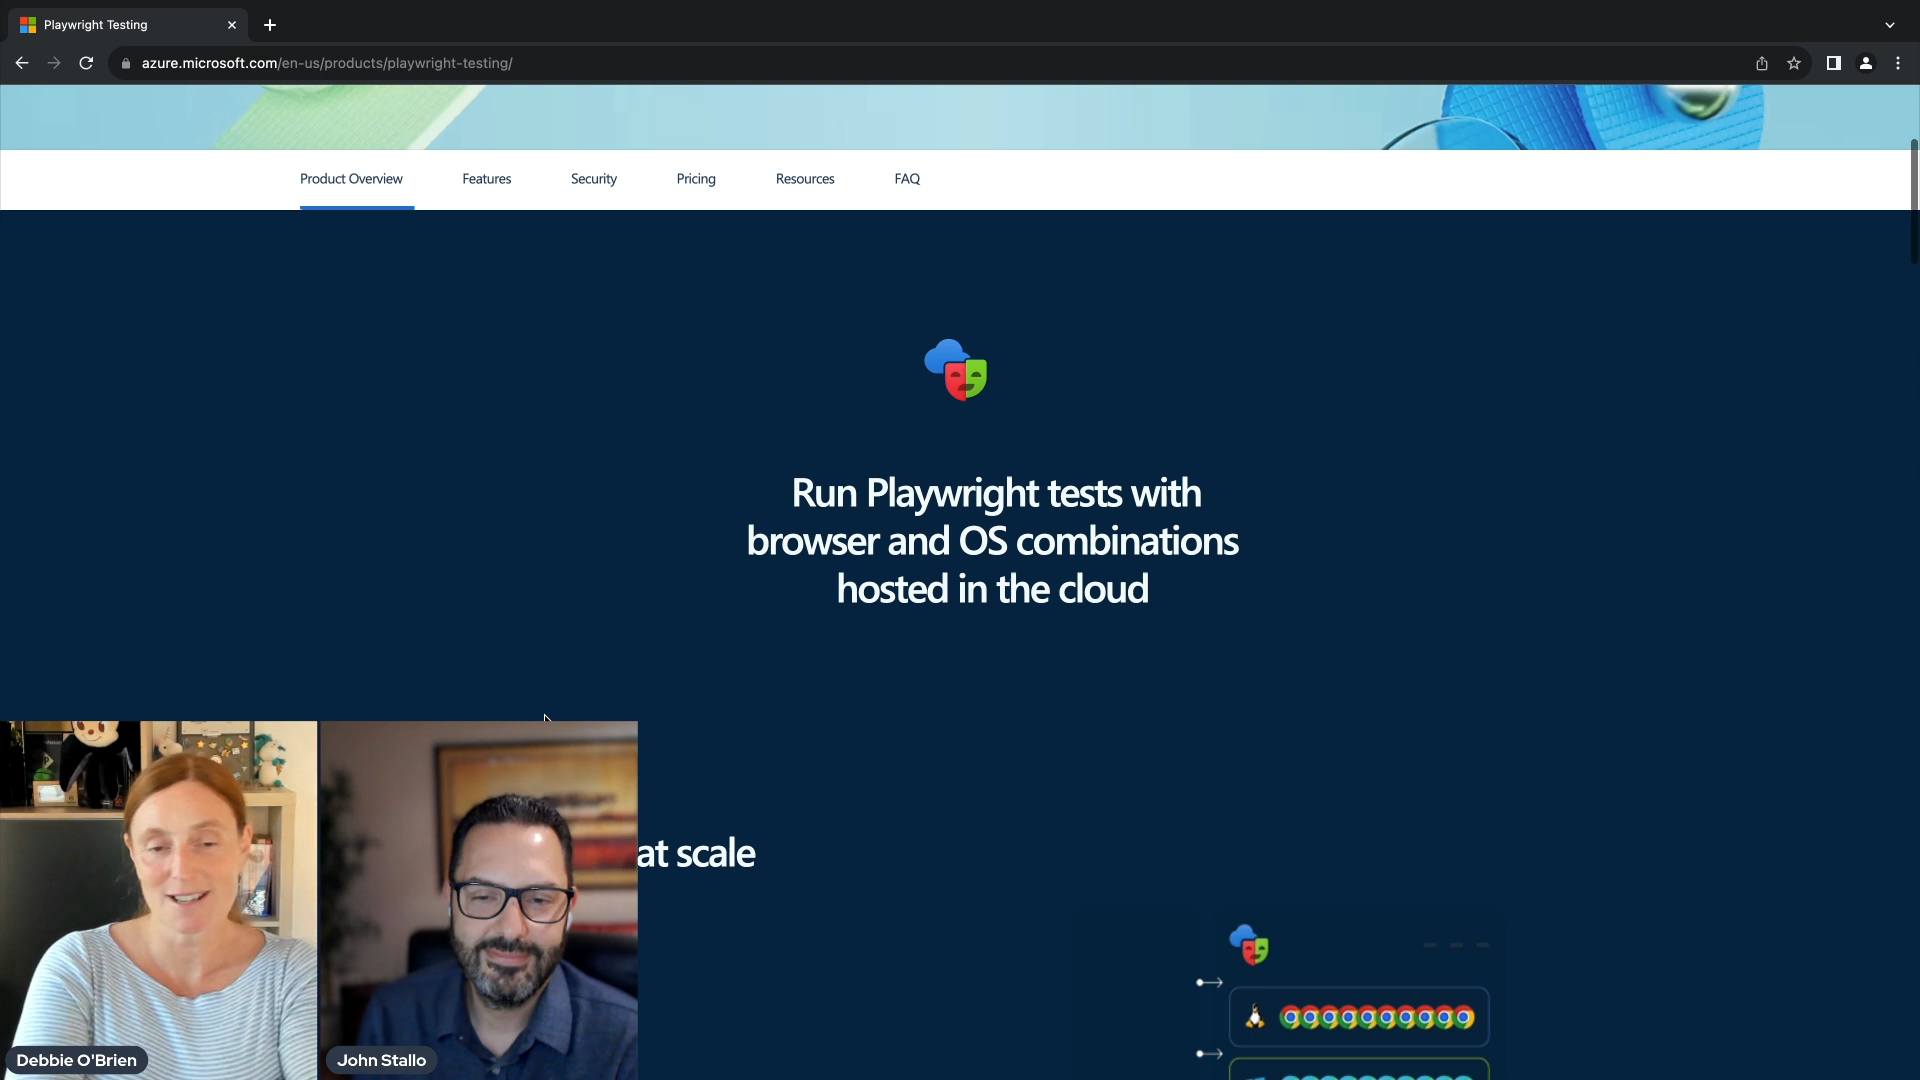 Playwright Testing
azure.microsoft.com/en-us/products/playwright-testing/
Product Overview
Features
Security
Pricing
Resources
FAQ
Run Playwright tests with
browser and OS combinations
hosted in the cloud
at scale
Debbie O'Brien
John Stallo